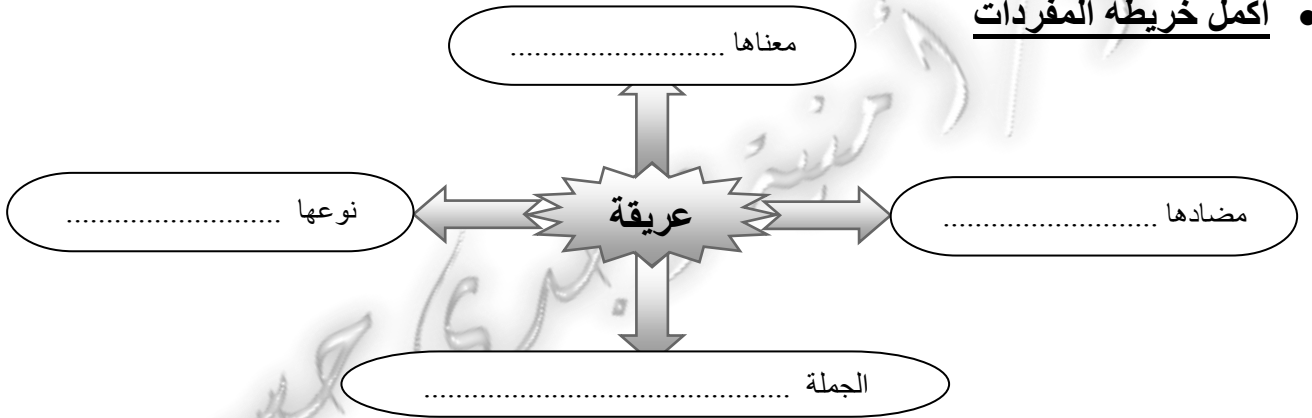 • أكمل خريطة المفردات
معناها ..........................
مضادها ..........................
عريقة
نوعها ..........................
الجملة ............................................